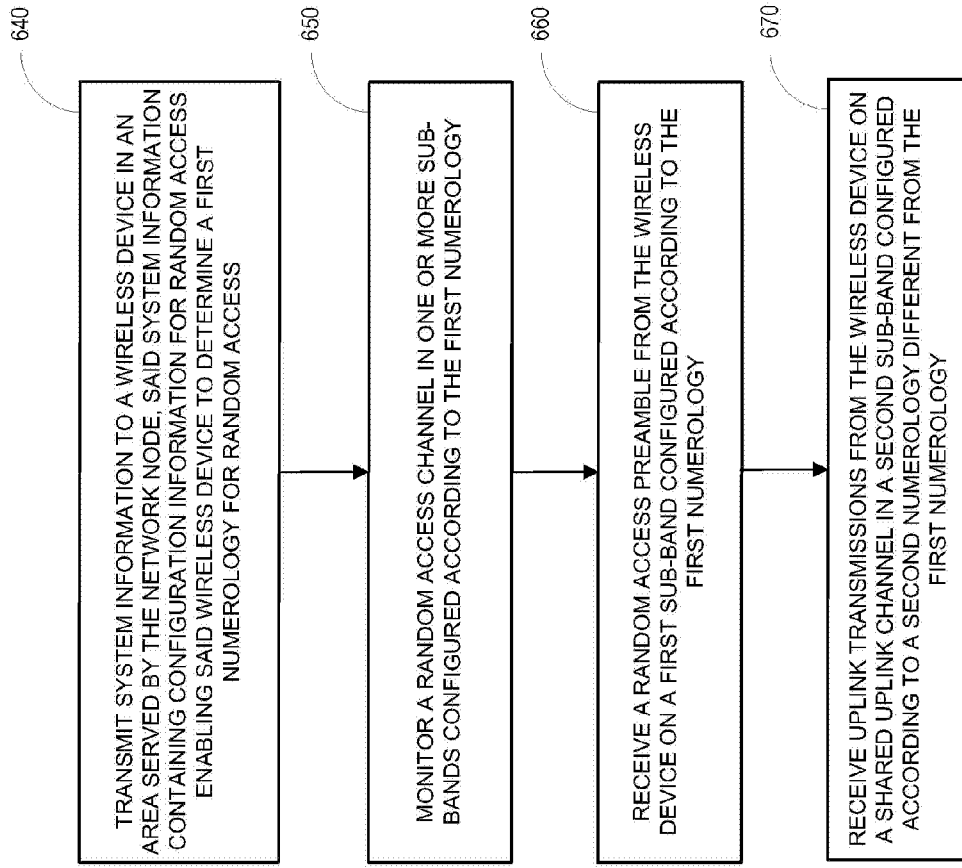 640
TRANSMIT SYSTEM INFORMATION TO A WIRELESS DEVICE IN AN
AREA SERVED BY THE NETWORK NODE, SAID SYSTEM INFORMATION
CONTAINING CONFIGURATION INFORMATION FOR RANDOM ACCESS
ENABLING SAID WIRELESS DEVICE TO DETERMINE A FIRST
NUMEROLOGY FOR RANDOM ACCESS
650
MONITOR A RANDOM ACCESS CHANNEL IN ONE OR MORE SUB-
BANDS CONFIGURED ACCORDING TO THE FIRST NUMEROLOGY
660
RECEIVE A RANDOM ACCESS PREAMBLE FROM THE WIRELESS
DEVICE ON A FIRST SUB-BAND CONFIGURED ACCORDING TO THE
FIRST NUMEROLOGY
670
RECEIVE UPLINK TRANSMISSIONS FROM THE WIRELESS DEVICE ON
A SHARED UPLINK CHANNEL IN A SECOND SUB-BAND CONFIGURED
ACCORDING TO A SECOND NUMEROLOGY DIFFERENT FROM THE
FIRST NUMEROLOGY